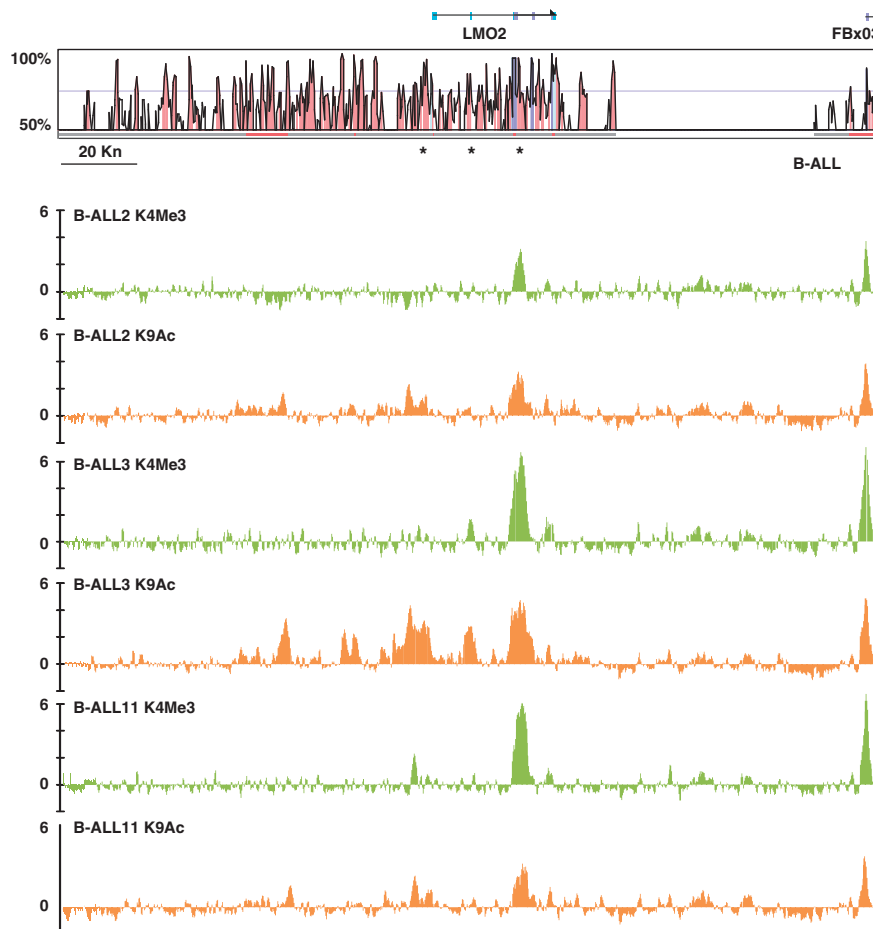 LMO2
FBx03
100%
50%
* * *
20 Kn
B-ALL
6
B-ALL2 K4Me3
0
6
B-ALL2 K9Ac
0
6
B-ALL3 K4Me3
0
6
B-ALL3 K9Ac
0
6
B-ALL11 K4Me3
0
6
B-ALL11 K9Ac
0